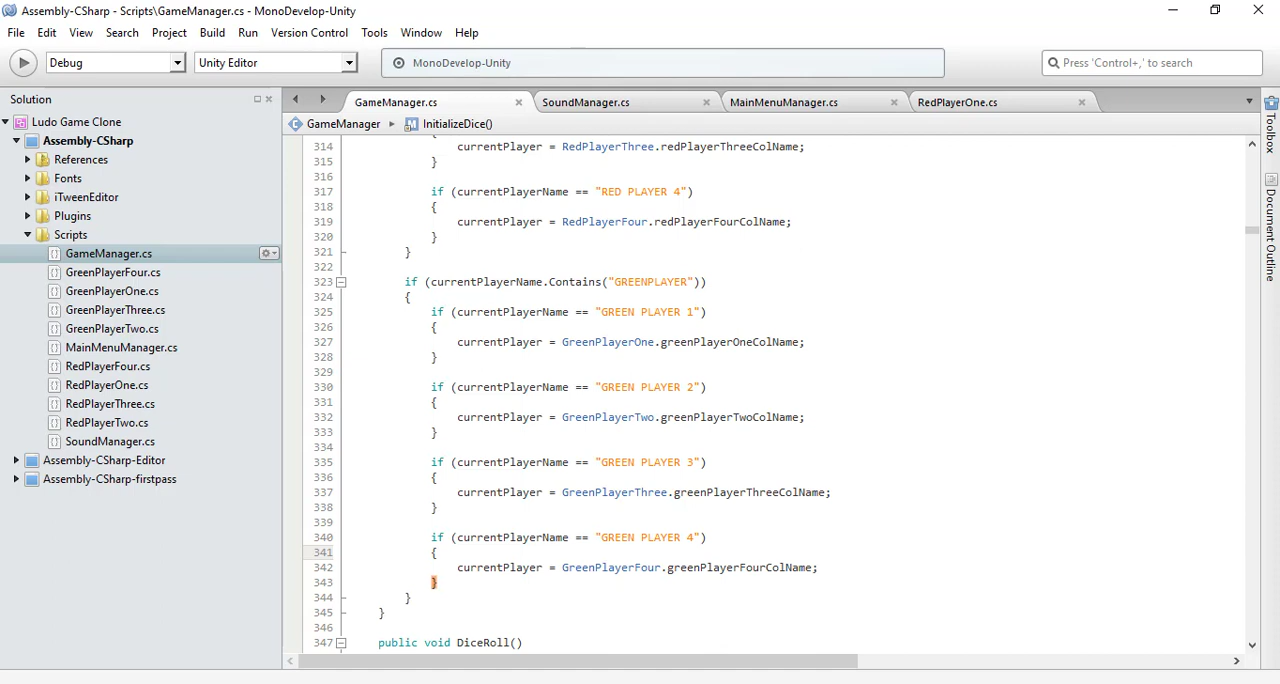 Assembly-CSharp - Scripts\GameManager.cs - MonoDevelop-Unity
File Edit View Search Project Build Run Version Control Tools Window Help
Debug Unity Editor MonoDevelop-Unity Press 'Control+,' to search
Solution
Ludo Game Clone
Assembly-CSharp
References
Fonts
iTweenEditor
Plugins
Scripts
GameManager.cs
GreenPlayerFour.cs
GreenPlayerOne.cs
GreenPlayerThree.cs
GreenPlayerTwo.cs
MainMenuManager.cs
RedPlayerFour.cs
RedPlayerOne.cs
RedPlayerThree.cs
RedPlayerTwo.cs
SoundManager.cs
Assembly-CSharp-Editor
Assembly-CSharp-firstpass
GameManager.cs SoundManager.cs MainMenuManager.cs RedPlayerOne.cs
GameManager InitializeDice()
314 currentPlayer = RedPlayerThree.redPlayerThreeColName;
315 }
316
317 if (currentPlayerName == "RED PLAYER 4")
318 {
319 currentPlayer = RedPlayerFour.redPlayerFourColName;
320 }
321 }
322
323 if (currentPlayerName.Contains("GREENPLAYER"))
324 {
325 if (currentPlayerName == "GREEN PLAYER 1")
326 {
327 currentPlayer = GreenPlayerOne.greenPlayerOneColName;
328 }
329
330 if (currentPlayerName == "GREEN PLAYER 2")
331 {
332 currentPlayer = GreenPlayerTwo.greenPlayerTwoColName;
333 }
334
335 if (currentPlayerName == "GREEN PLAYER 3")
336 {
337 currentPlayer = GreenPlayerThree.greenPlayerThreeColName;
338 }
339
340 if (currentPlayerName == "GREEN PLAYER 4")
341 {
342 currentPlayer = GreenPlayerFour.greenPlayerFourColName;
343 }
344 }
345 }
346
347 public void DiceRoll()
Toolbox
Document Outline